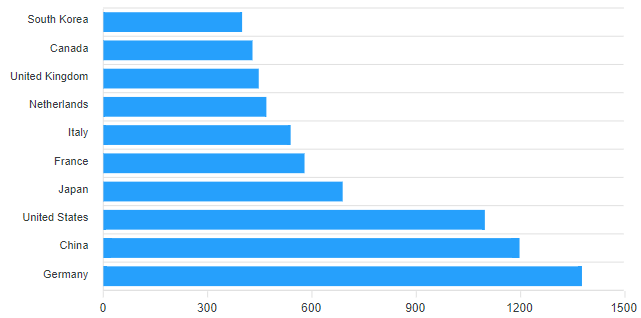 South Korea
Canada
United Kingdom
Netherlands
Italy
France
Japan
United States
China
Germany
0 300 600 900 1200 1500